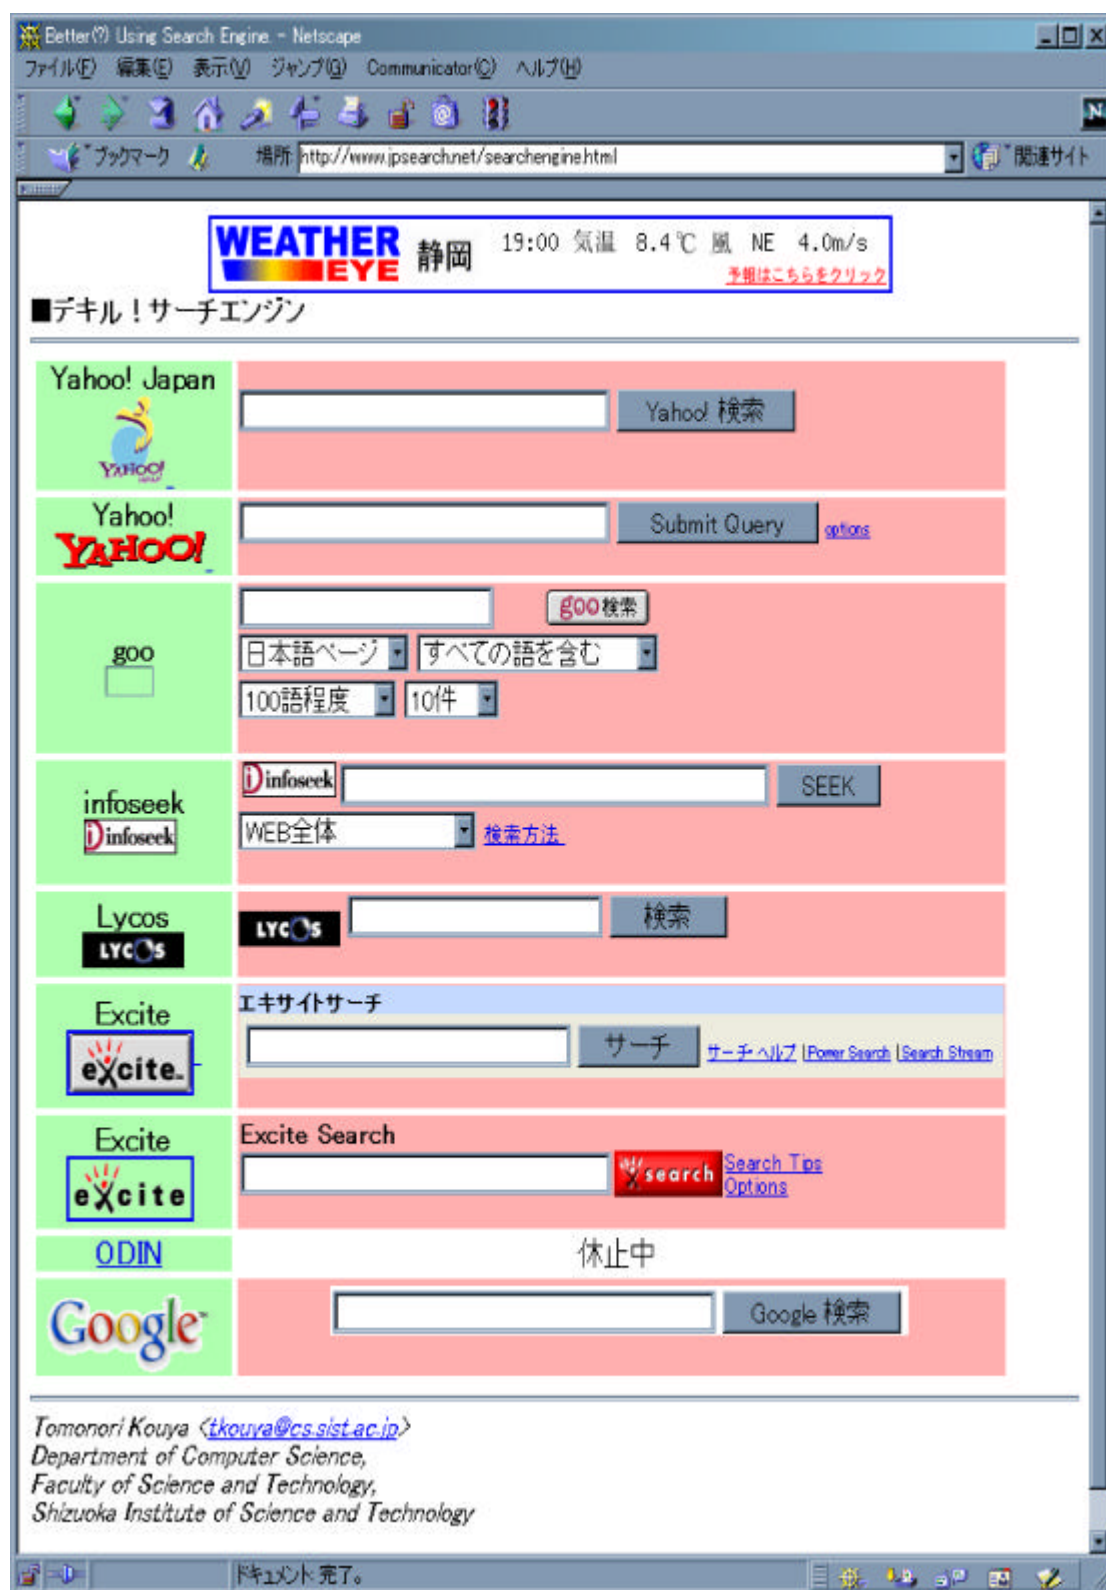 Better(?) Using Search Engine. - Netscape
ファイル(F) 編集(E) 表示(V) ジャンプ(G) Communicator(C) ヘルプ(H)
N
ブックマーク 場所: http://www.jpsearch.net/searchengine.html 関連サイト
WEATHER EYE 静岡 19:00 気温 8.4℃ 風 NE 4.0m/s
予報はこちらをクリック
■デキル！サーチエンジン
Yahoo! Japan
YAHOO!
JAPAN
Yahoo! 検索
Yahoo!
YAHOO!
Submit Query options
goo
goo検索
日本語ページ すべての語を含む
100語程度 10件
infoseek
infoseek
infoseek SEEK
WEB全体 検索方法
Lycos
LYCOS
LYCOS 検索
Excite
excite
エキサイトサーチ
サーチ サーチ・ヘルプ |Power Search |Search Stream
Excite
excite
Excite Search
search Search Tips
Options
ODIN 休止中
Google™ Google 検索
Tomonori Kouya <tkouya@cs.sist.ac.jp>
Department of Computer Science,
Faculty of Science and Technology,
Shizuoka Institute of Science and Technology
ドキュメント: 完了。